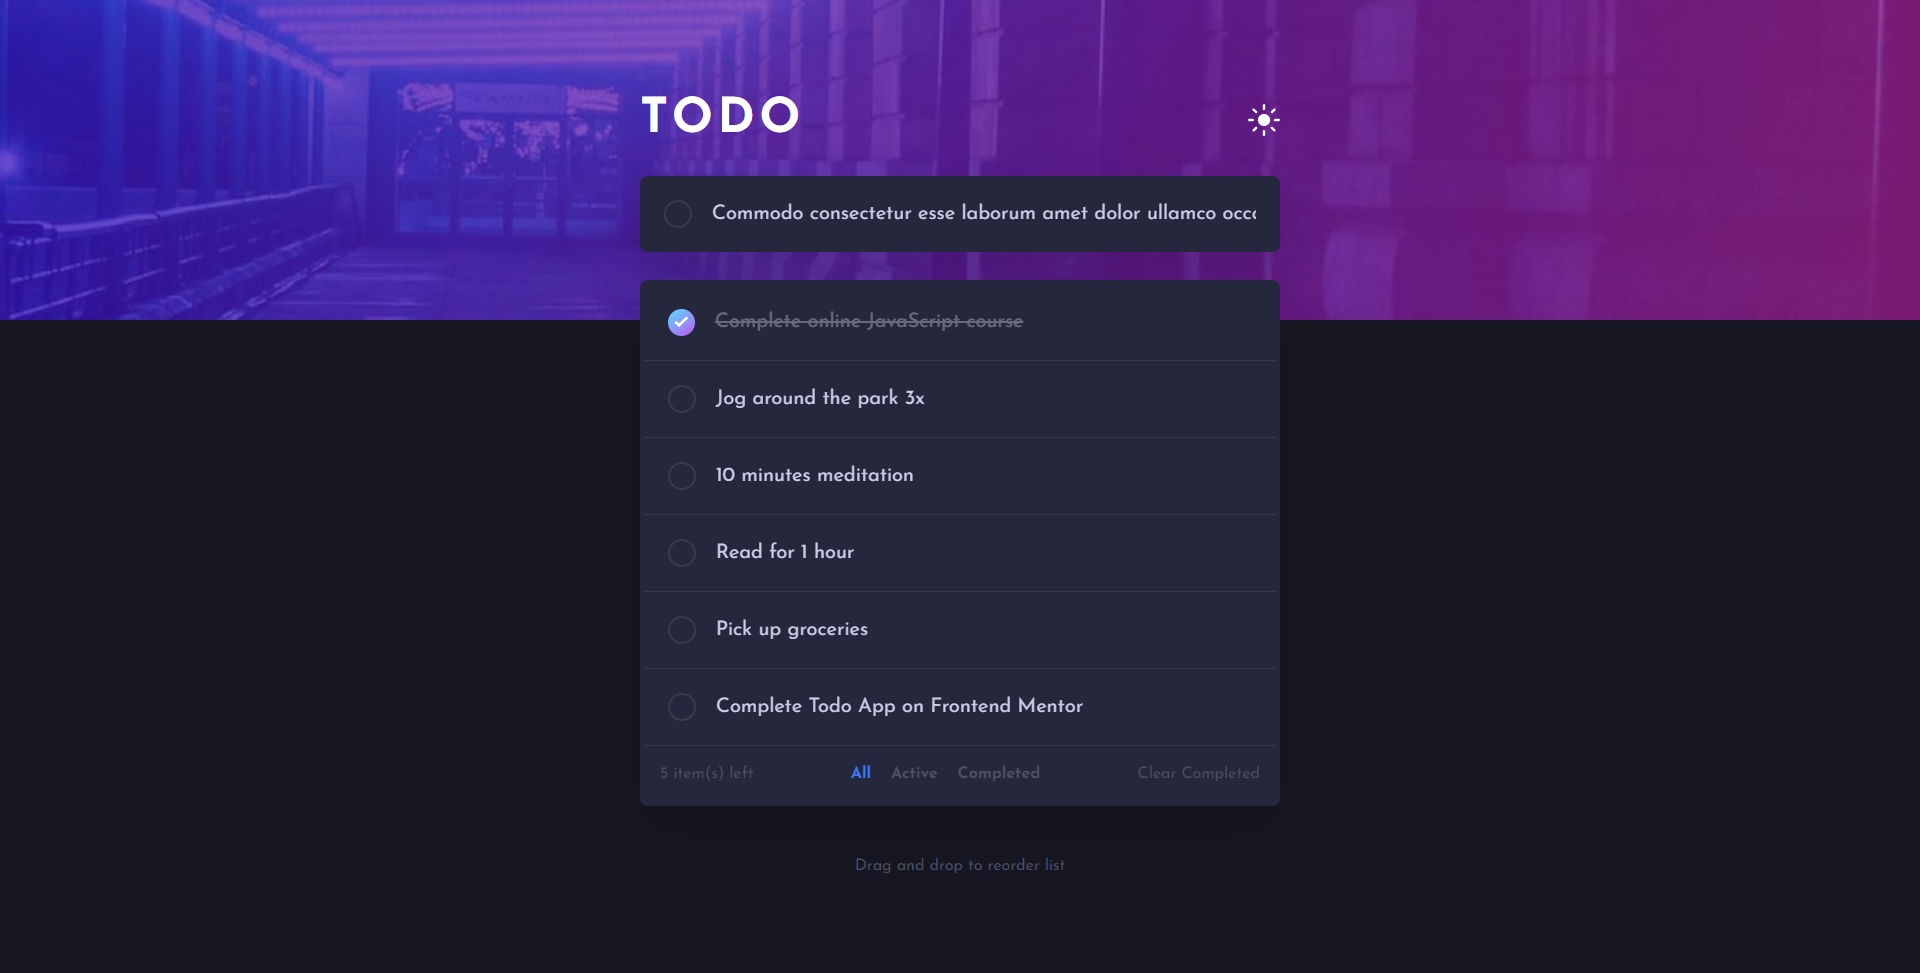 TODO
Commodo consectetur esse laborum amet dolor ullamco
Complete online JavaScript course
Jog around the park 3x
10 minutes meditation
Read for 1 hour
Pick up groceries
Complete Todo App on Frontend Mentor
5 item(s) left All Active Completed Clear Completed
Drag and drop to reorder list